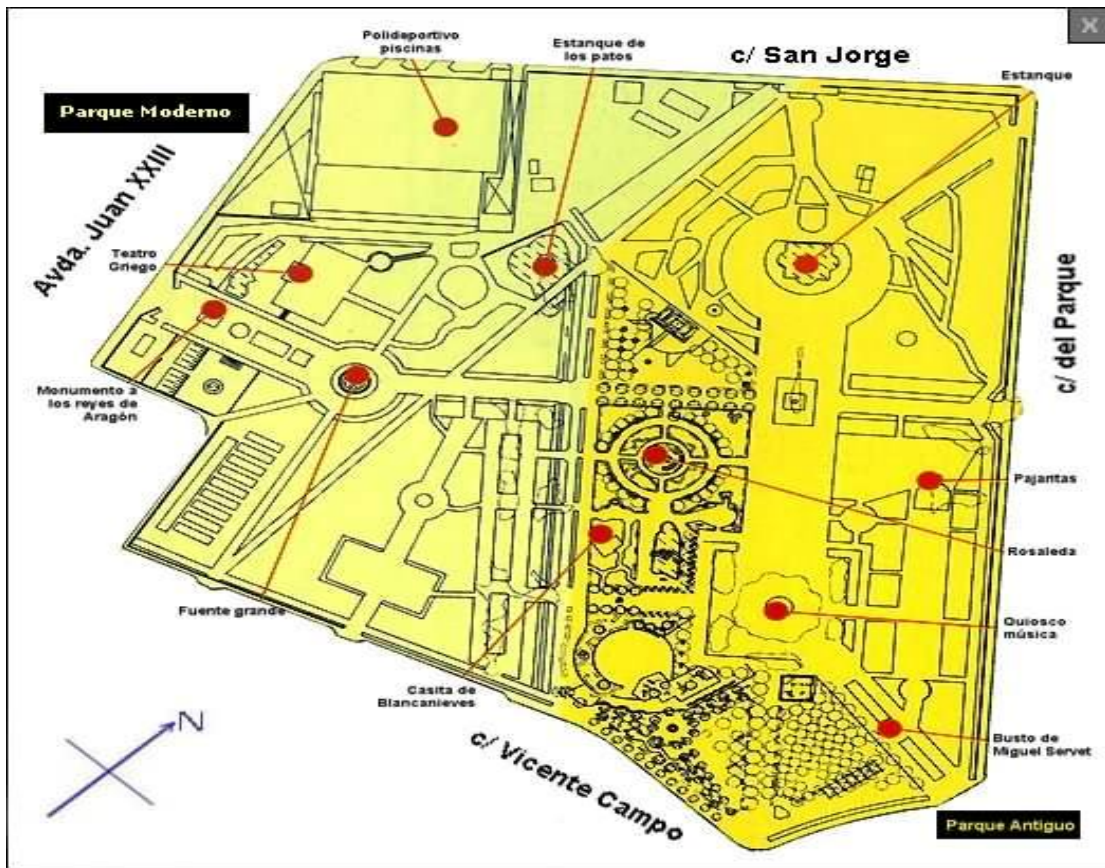 X
Polideportivo
piscinas
Estanque de
los patos
c/ San Jorge
Estanque
Parque Moderno
Avda. Juan XXIII
Teatro
Griego
c/ del Parque
Monumento a
los reyes de
Aragón
Pajaritas
Rosaleda
Fuente grande
Quiosco
música
Casita de
Blancanieves
Busto de
Miguel Servet
c/ Vicente Campo
N
Parque Antiguo